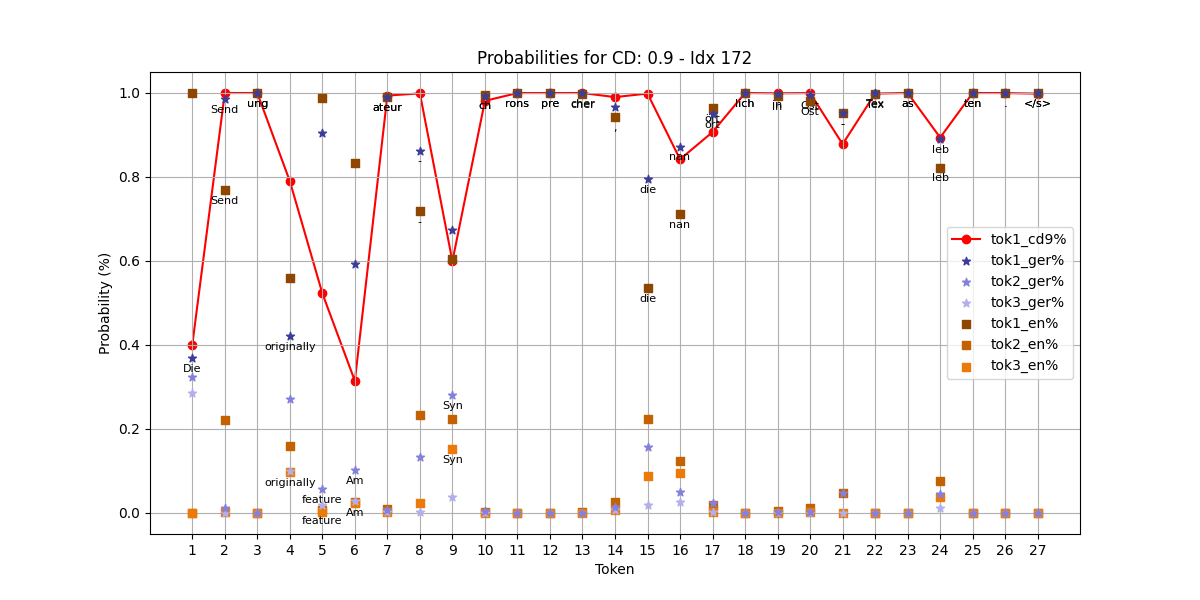 Probabilities for CD: 0.9 - Idx 172
Probability (%)
1.0
0.8
0.6
0.4
0.2
0.0
Die
Send
Send
ung
originally
originally
feature
feature
Am
Am
ateur
-
-
Syn
Syn
ch
rons
pre
cher
,
die
die
nan
nan
ort
ort
lich
in
Ost
-
Tex
as
leb
leb
ten
.
</s>
tok1_cd9%
tok1_ger%
tok2_ger%
tok3_ger%
tok1_en%
tok2_en%
tok3_en%
1 2 3 4 5 6 7 8 9 10 11 12 13 14 15 16 17 18 19 20 21 22 23 24 25 26 27
Token